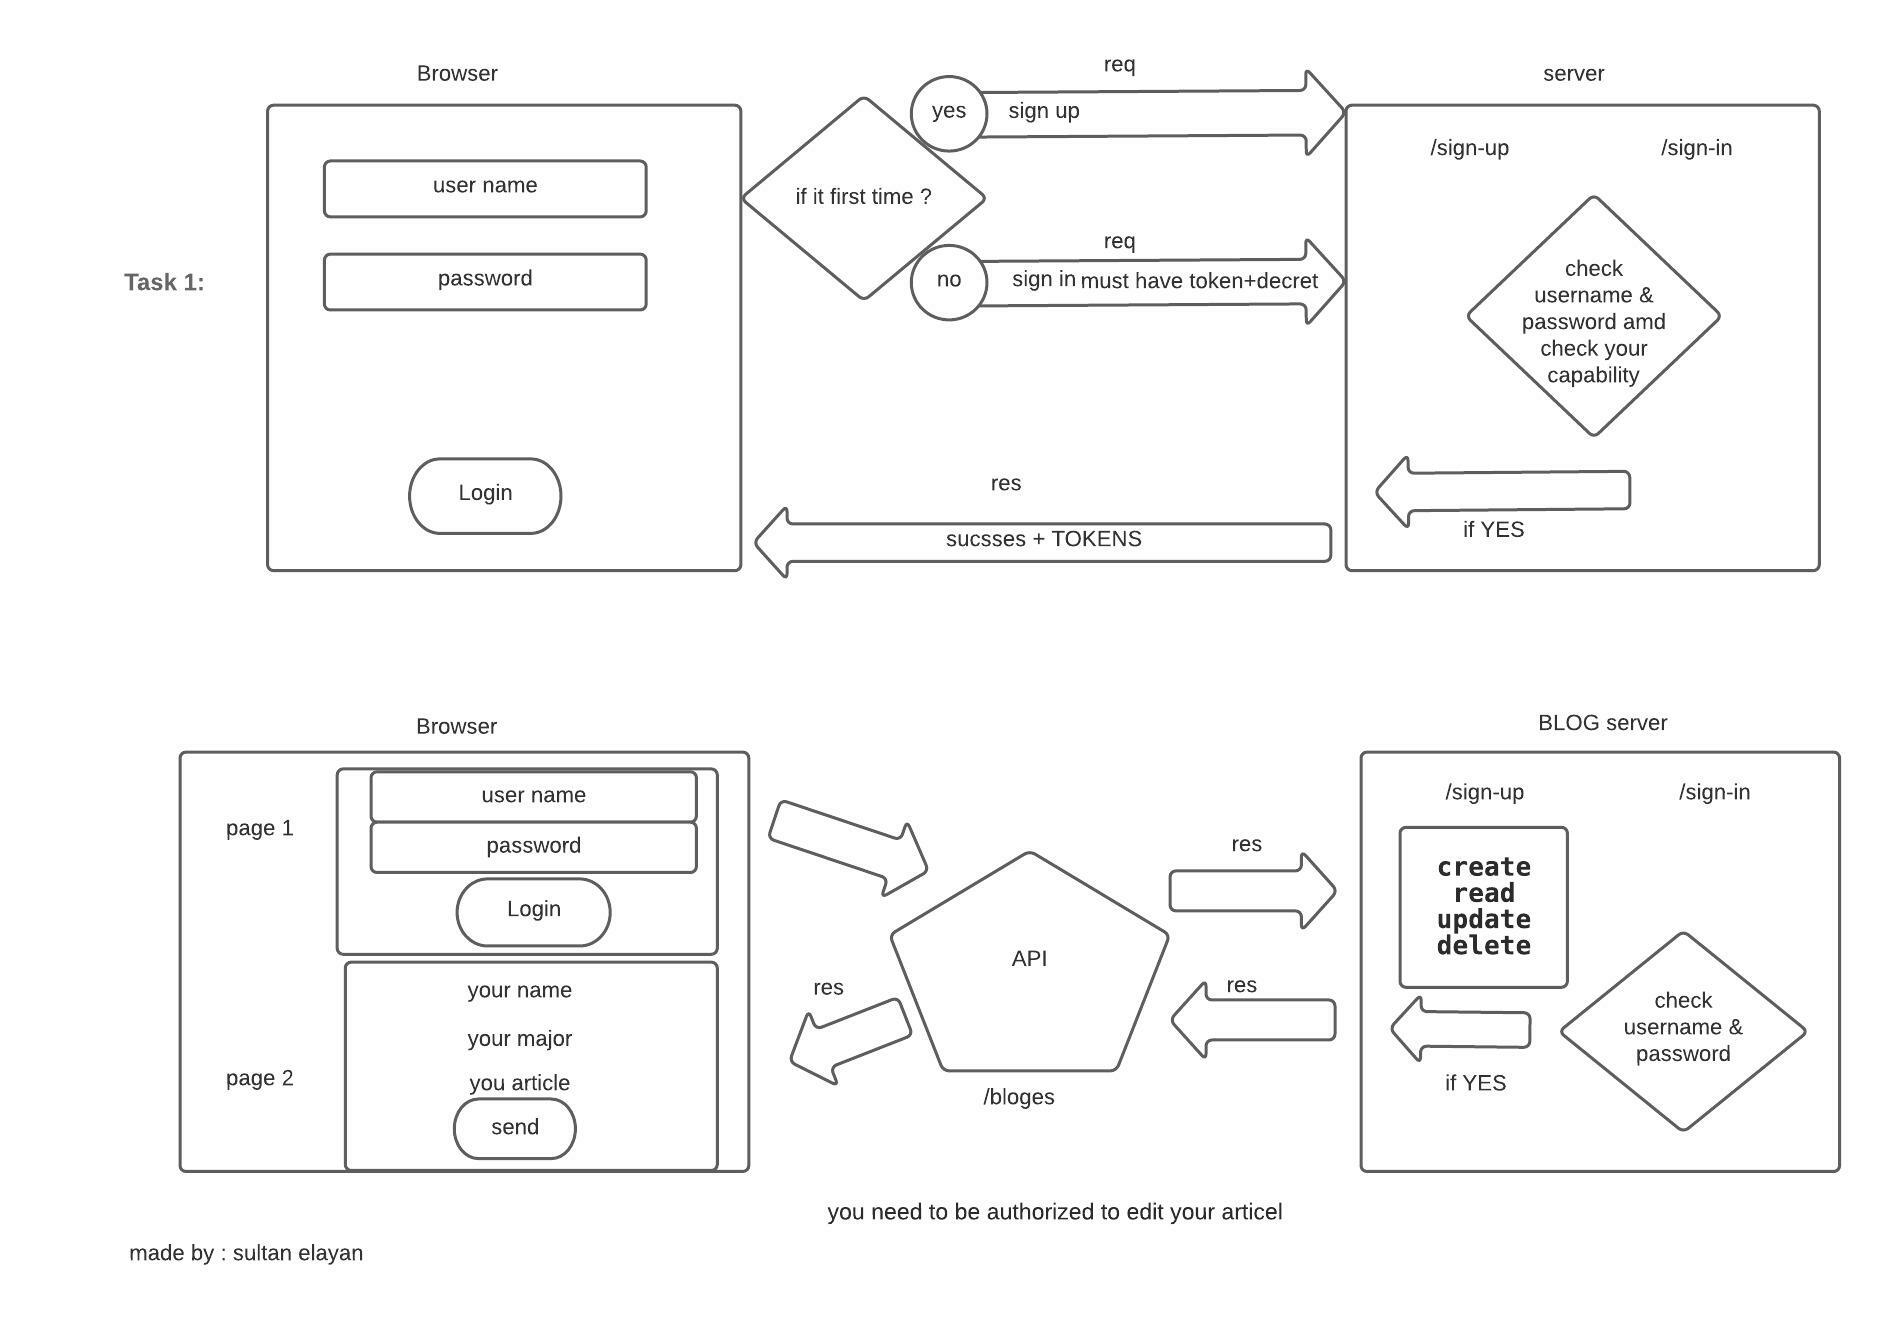 Browser
req
server
yes
sign up
/sign-up
/sign-in
user name
if it first time ?
req
Task 1:
password
no
sign in
must have token+decret
check
username &
password amd
check your
capability
Login
res
sucsses + TOKENS
if YES
Browser
BLOG server
page 1
user name
password
Login
/sign-up
/sign-in
res
create
read
update
delete
API
your name
your major
you article
page 2
send
res
res
/bloges
check
username &
password
if YES
you need to be authorized to edit your articel
made by : sultan elayan